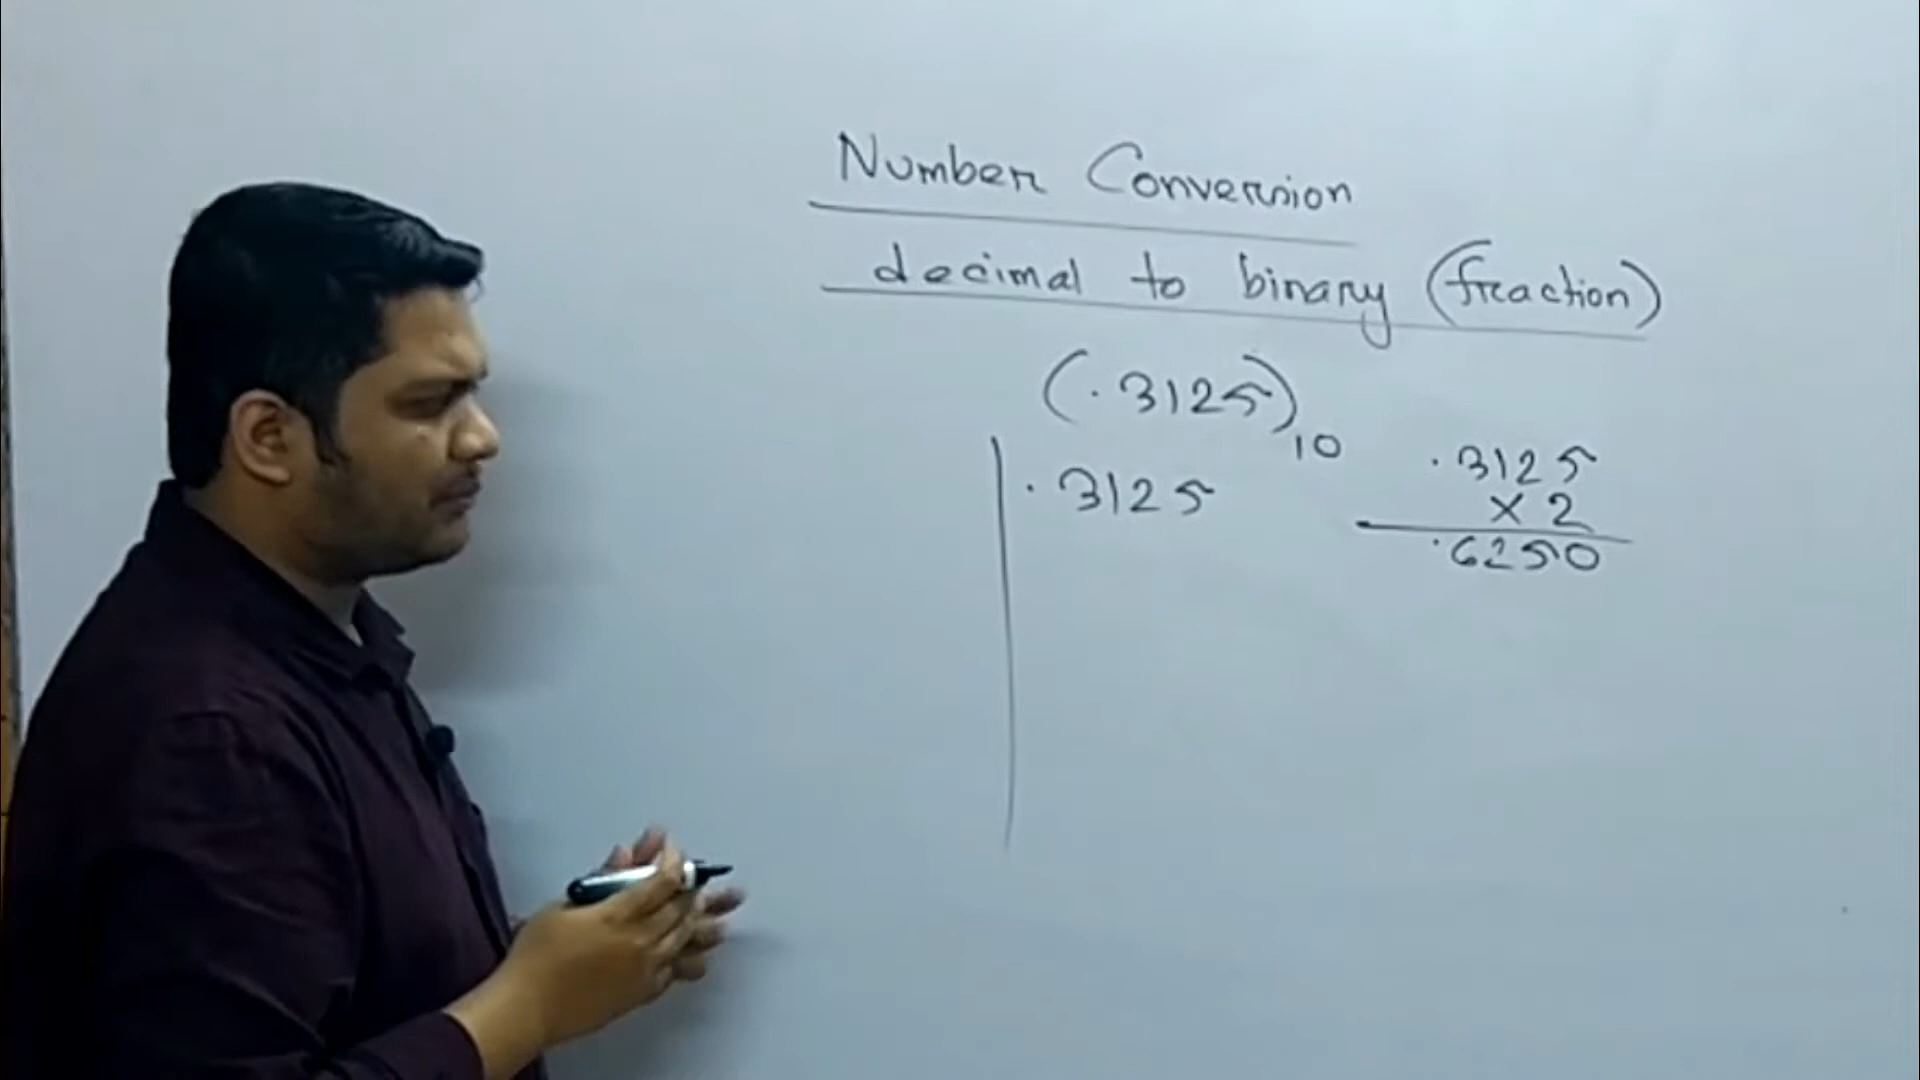 Number Conversion
decimal to binary (fraction)
(.3125)10
.3125
.3125
×2
.6250